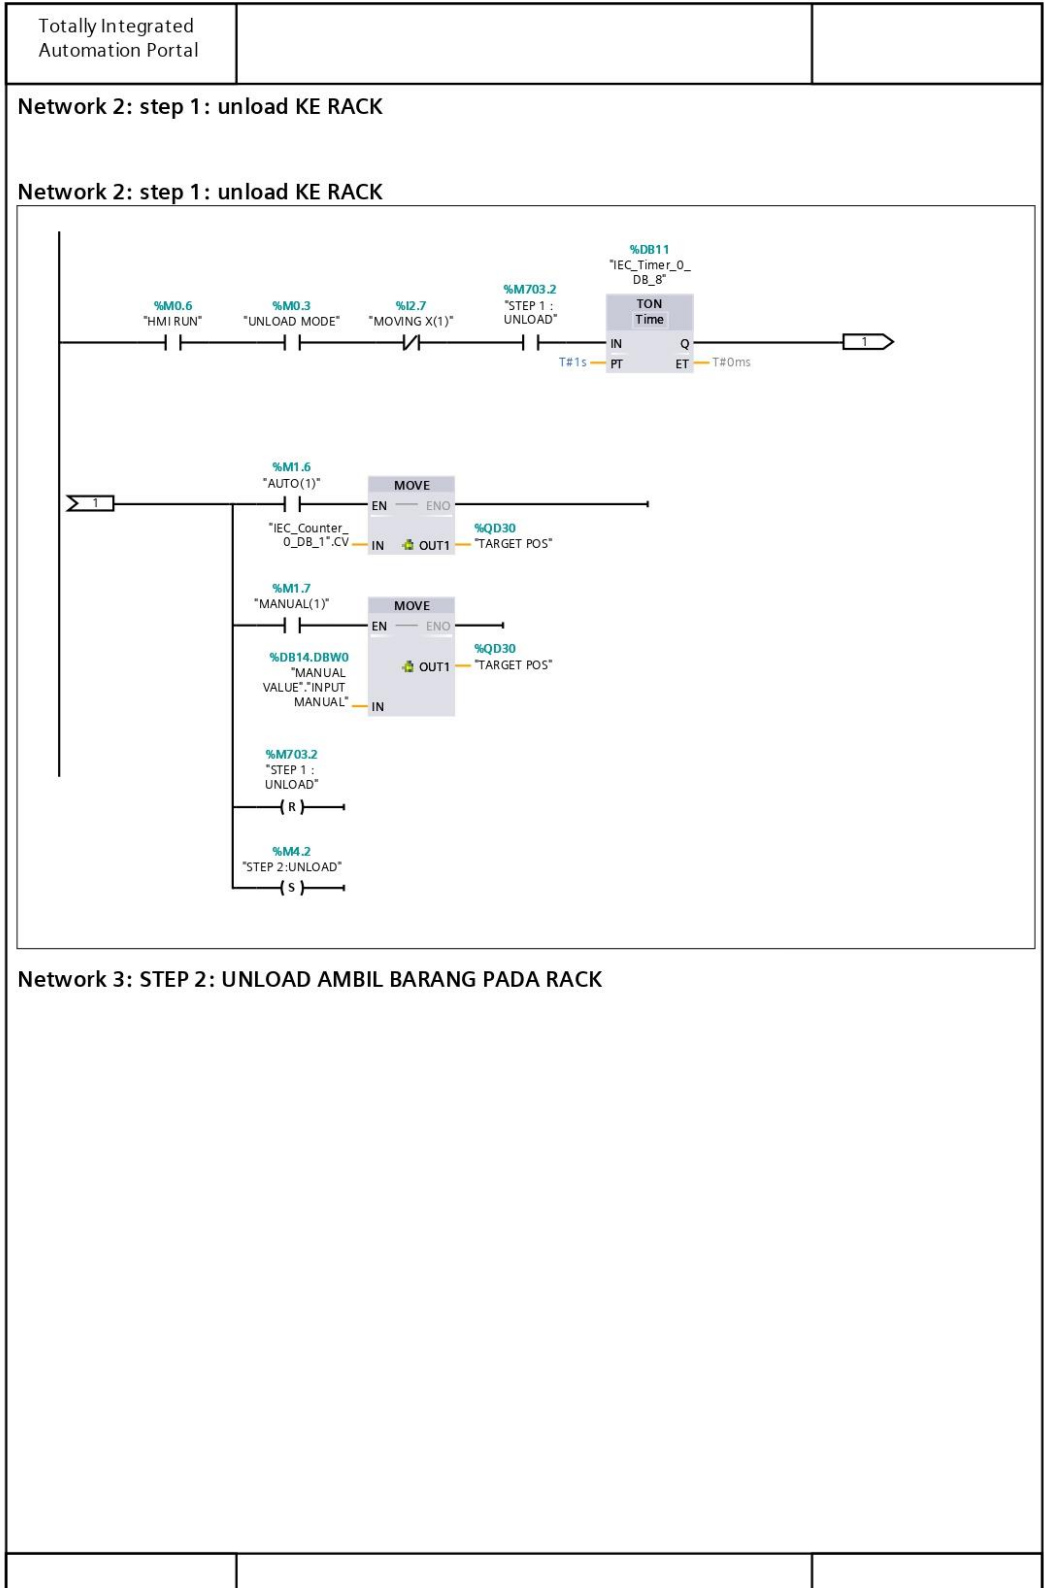 Totally Integrated
Automation Portal
Network 2: step 1: unload KE RACK
Network 2: step 1: unload KE RACK
%DB11
"IEC_Timer_0_
DB_8"
%M0.6
"HMI RUN"
%M0.3
"UNLOAD MODE"
%I2.7
"MOVING X(1)"
%M703.2
"STEP 1 :
UNLOAD"
TON
Time
IN
Q
1
T#1s
PT
ET
T#0ms
1
%M1.6
"AUTO(1)"
MOVE
EN
ENO
"IEC_Counter_
0_DB_1".CV
IN
OUT1
%QD30
"TARGET POS"
%M1.7
"MANUAL(1)"
MOVE
EN
ENO
%DB14.DBW0
"MANUAL
VALUE"."INPUT
MANUAL"
IN
OUT1
%QD30
"TARGET POS"
%M703.2
"STEP 1 :
UNLOAD"
R
%M4.2
"STEP 2:UNLOAD"
S
Network 3: STEP 2: UNLOAD AMBIL BARANG PADA RACK